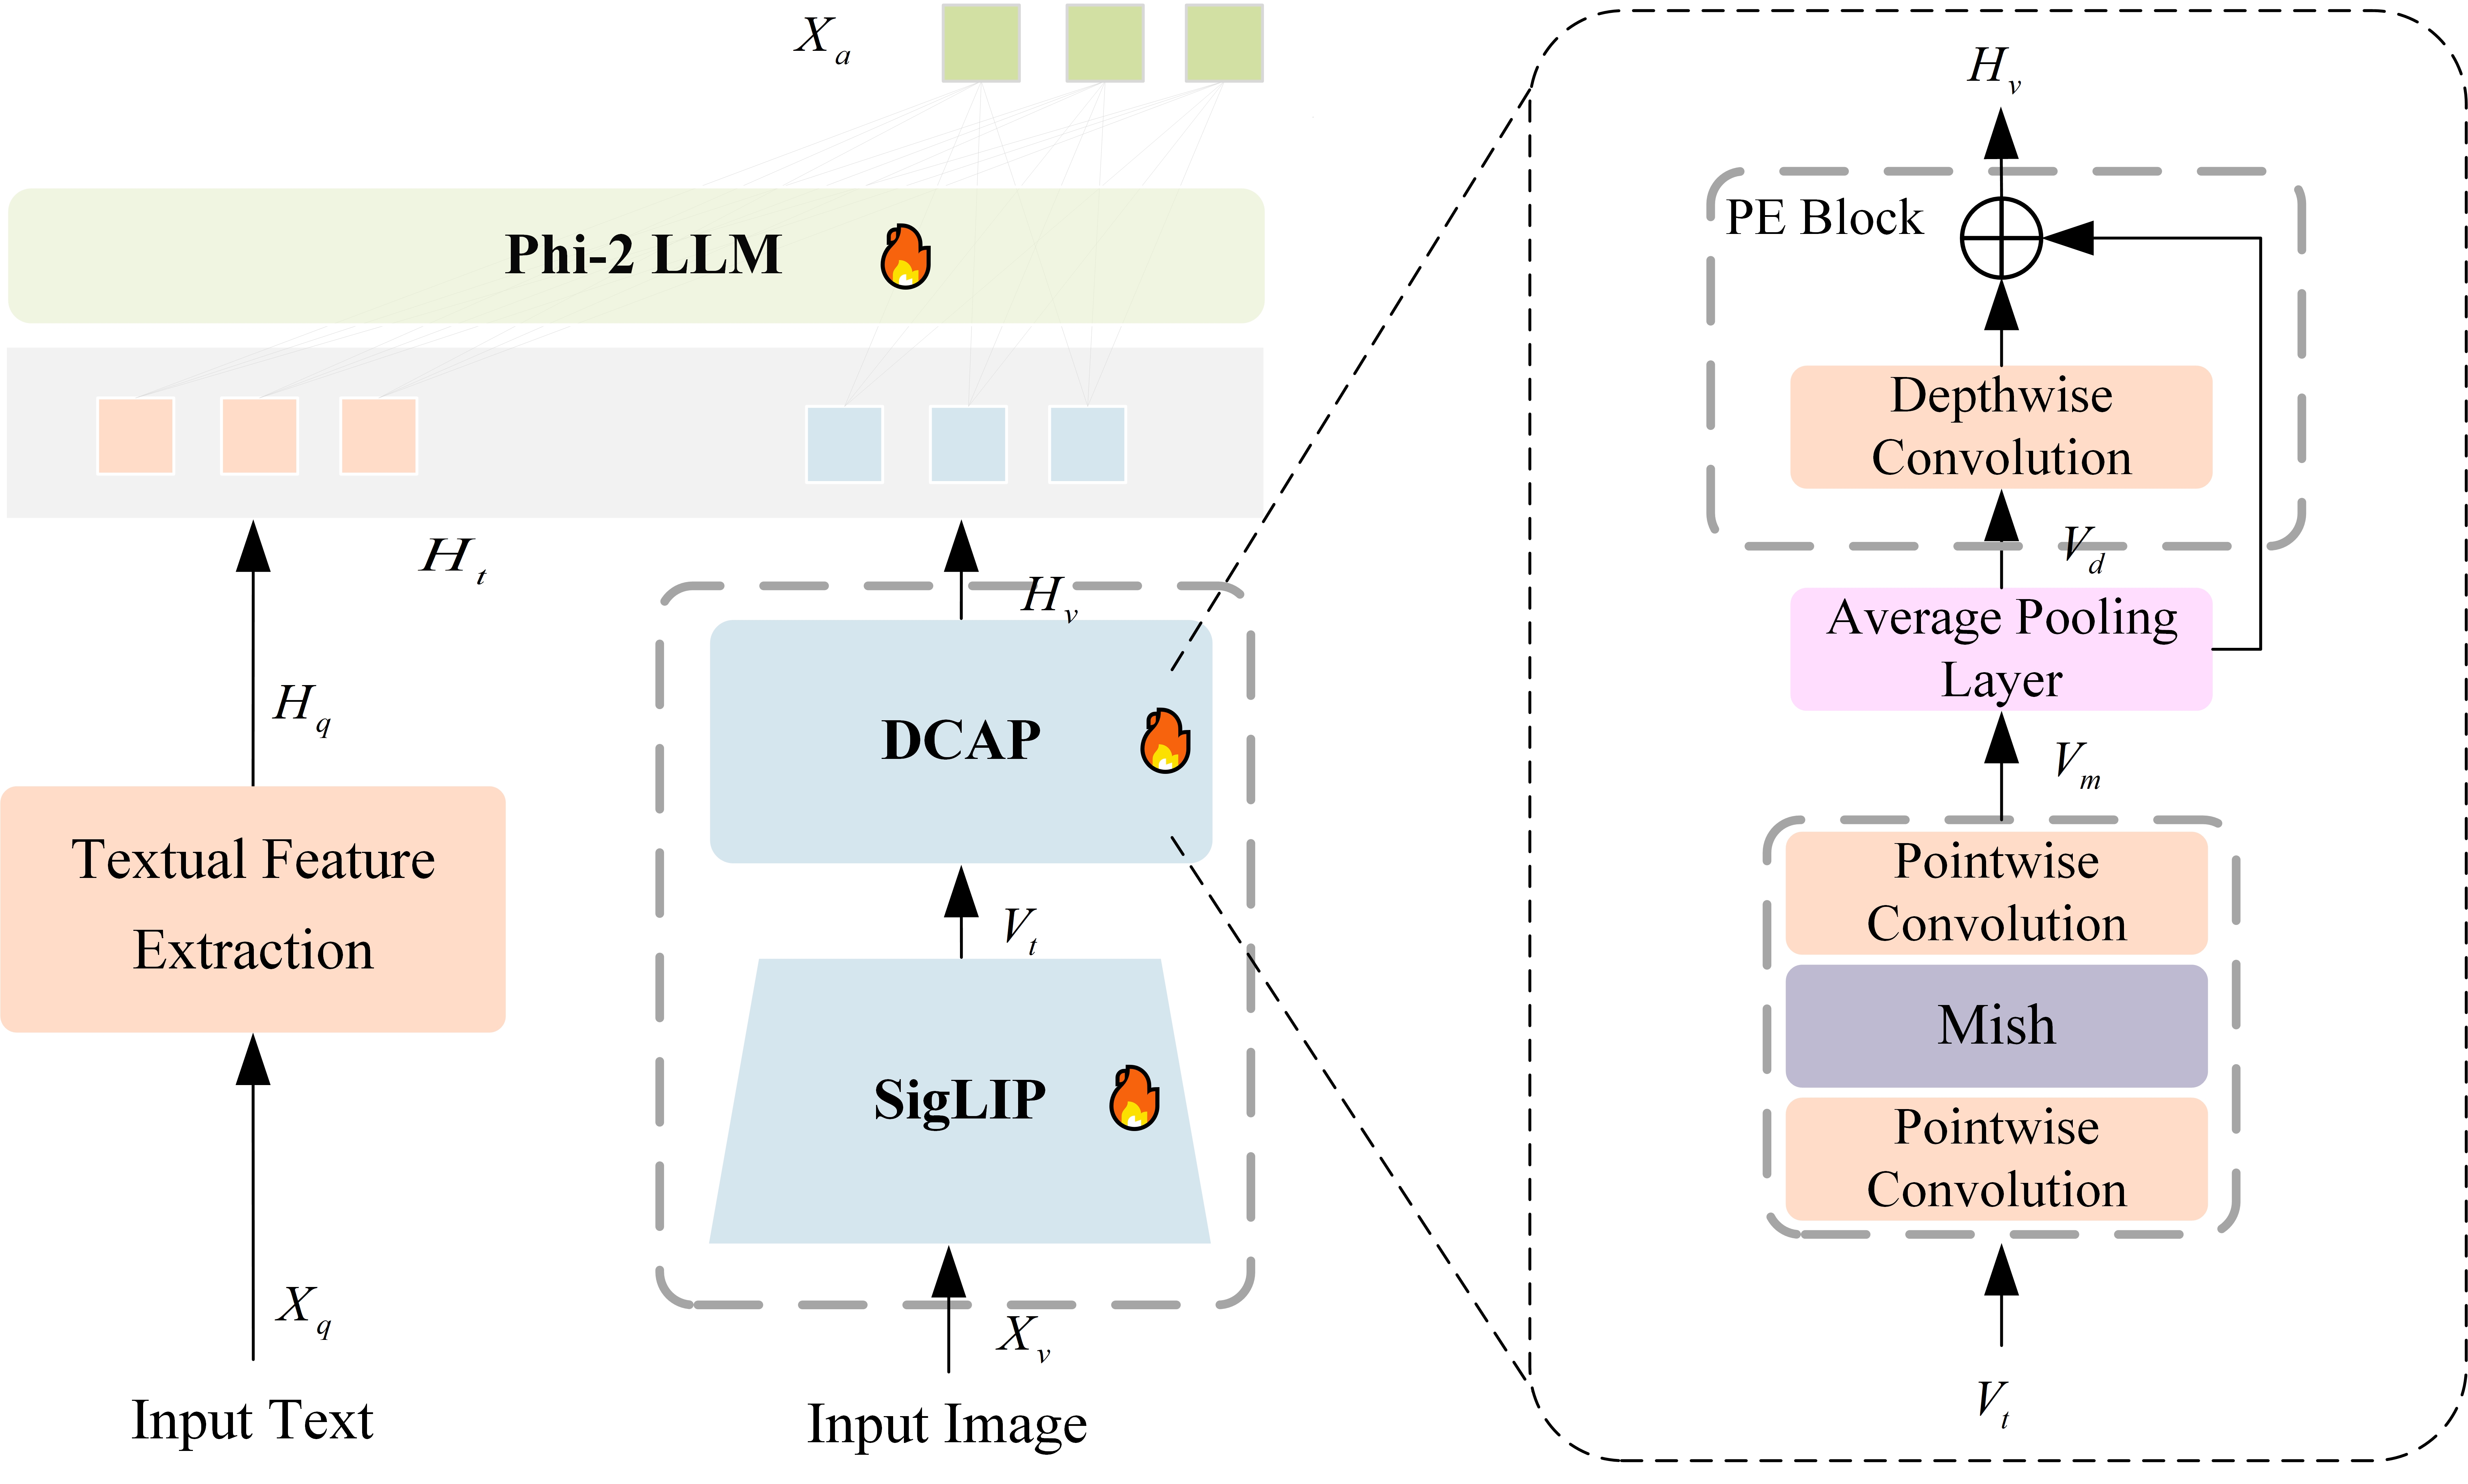 X_a
Phi-2 LLM
H_t
H_v
H_q
DCAP
Textual Feature
Extraction
V_t
SigLIP
X_q
X_v
Input Text
Input Image
H_v
PE Block
Depthwise
Convolution
V_d
Average Pooling
Layer
V_m
Pointwise
Convolution
Mish
Pointwise
Convolution
V_t